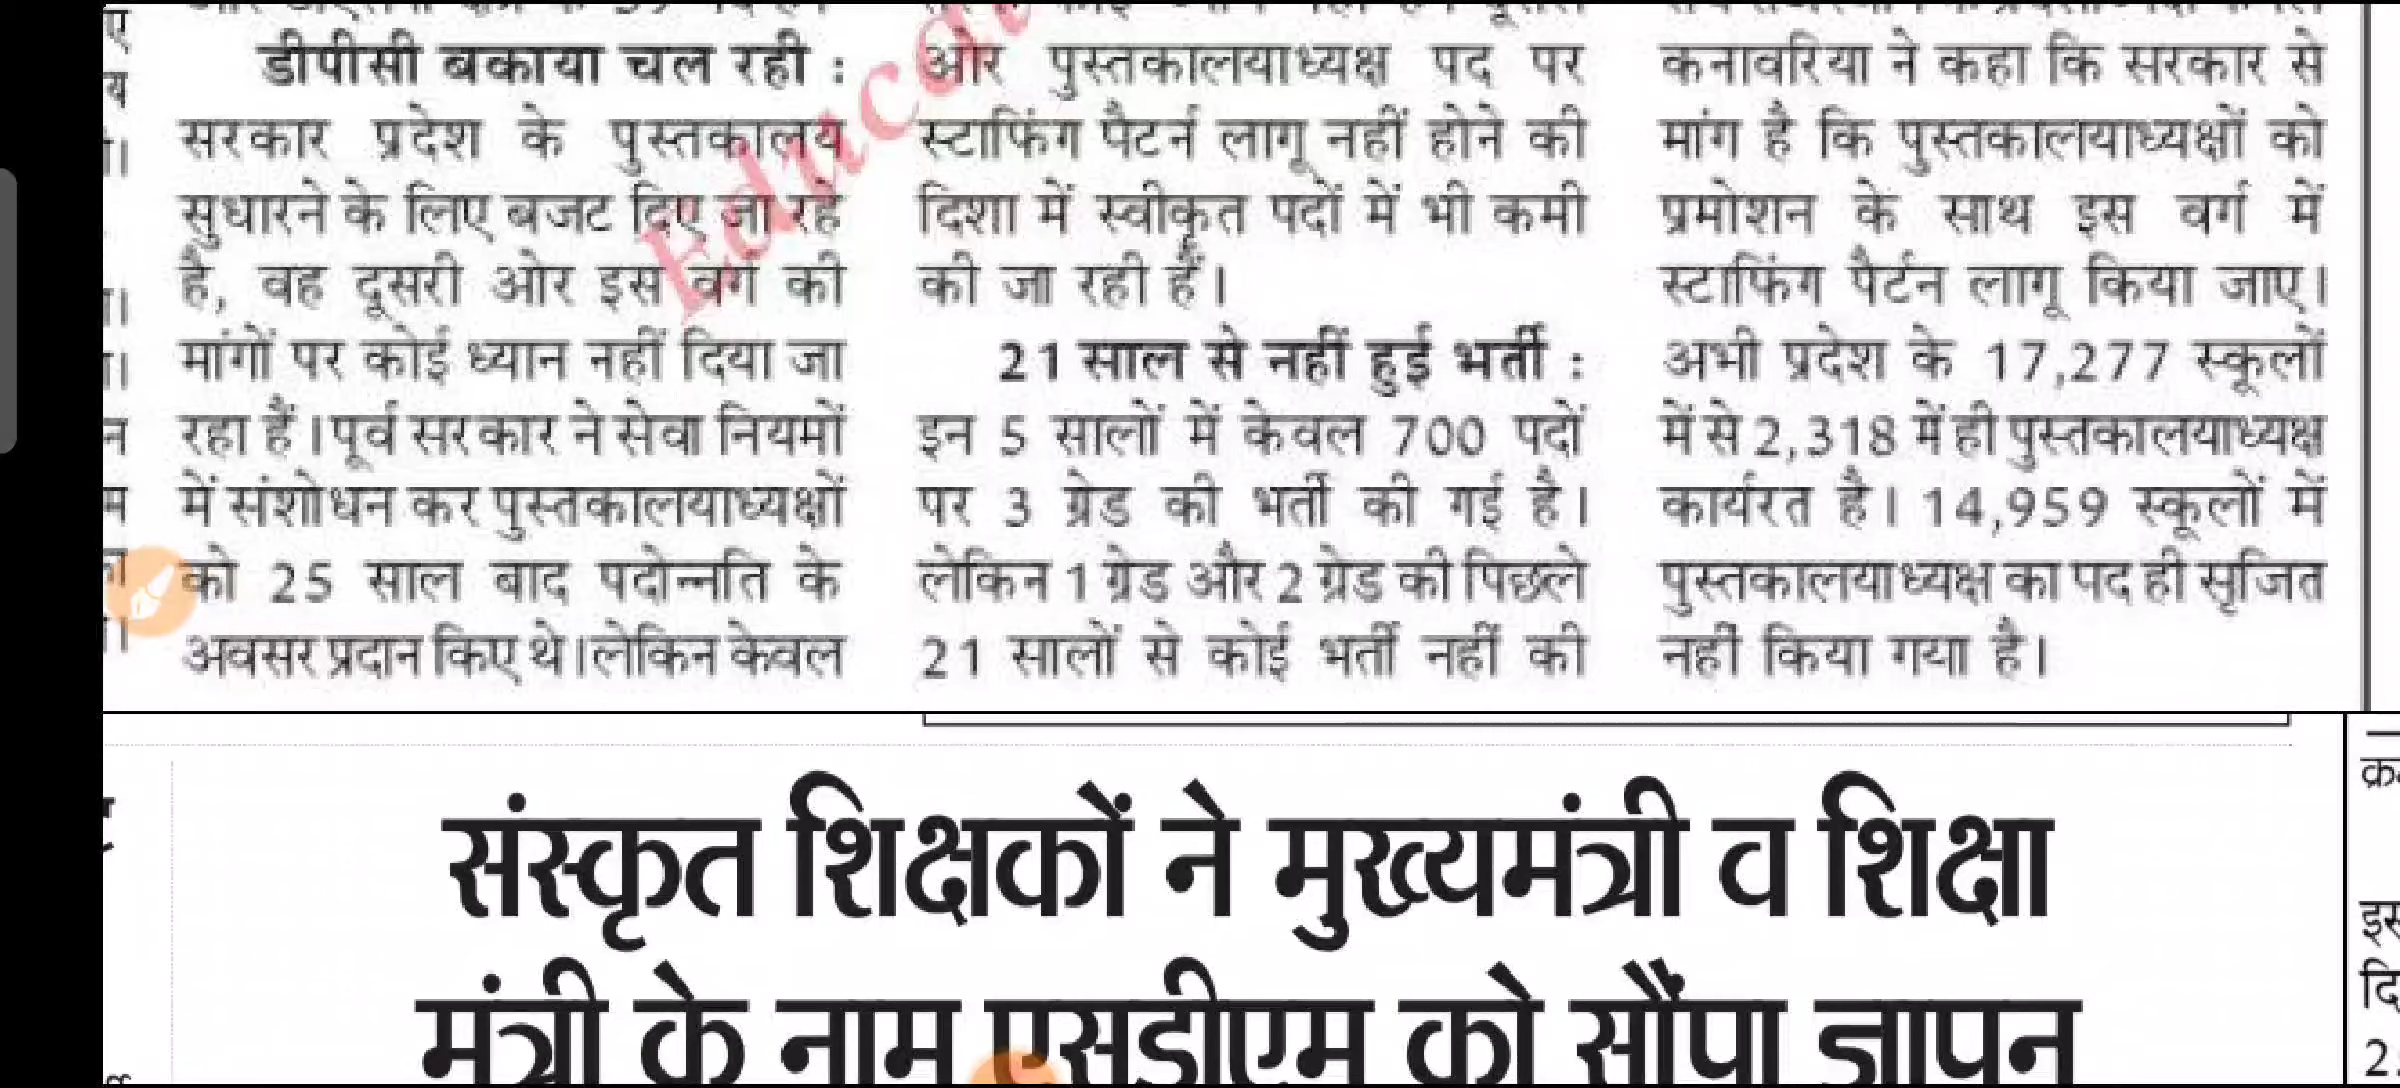 डीपीसी बकाया चल रही :
सरकार प्रदेश के पुस्तकालय
सुधारने के लिए बजट दिए जा रहे
है, वह दूसरी ओर इस वर्ग की
मांगों पर कोई ध्यान नहीं दिया जा
रहा हैं। पूर्व सरकार ने सेवा नियमों
में संशोधन कर पुस्तकालयाध्यक्षों
को 25 साल बाद पदोन्नति के
अवसर प्रदान किए थे। लेकिन केवल
ओर पुस्तकालयाध्यक्ष पद पर
स्टाफिंग पैटर्न लागू नहीं होने की
दिशा में स्वीकृत पदों में भी कमी
की जा रही हैं।
21 साल से नहीं हुई भर्ती :
इन 5 सालों में केवल 700 पदों
पर 3 ग्रेड की भर्ती की गई है।
लेकिन 1 ग्रेड और 2 ग्रेड की पिछले
21 सालों से कोई भर्ती नहीं की
कनावरिया ने कहा कि सरकार से
मांग है कि पुस्तकालयाध्यक्षों को
प्रमोशन के साथ इस वर्ग में
स्टाफिंग पैर्टन लागू किया जाए।
अभी प्रदेश के 17,277 स्कूलों
में से 2,318 में ही पुस्तकालयाध्यक्ष
कार्यरत है। 14,959 स्कूलों में
पुस्तकालयाध्यक्ष का पद ही सृजित
नहीं किया गया है।
संस्कृत शिक्षकों ने मुख्यमंत्री व शिक्षा
मंत्री के नाम एसडीएम को सौंपा ज्ञापन